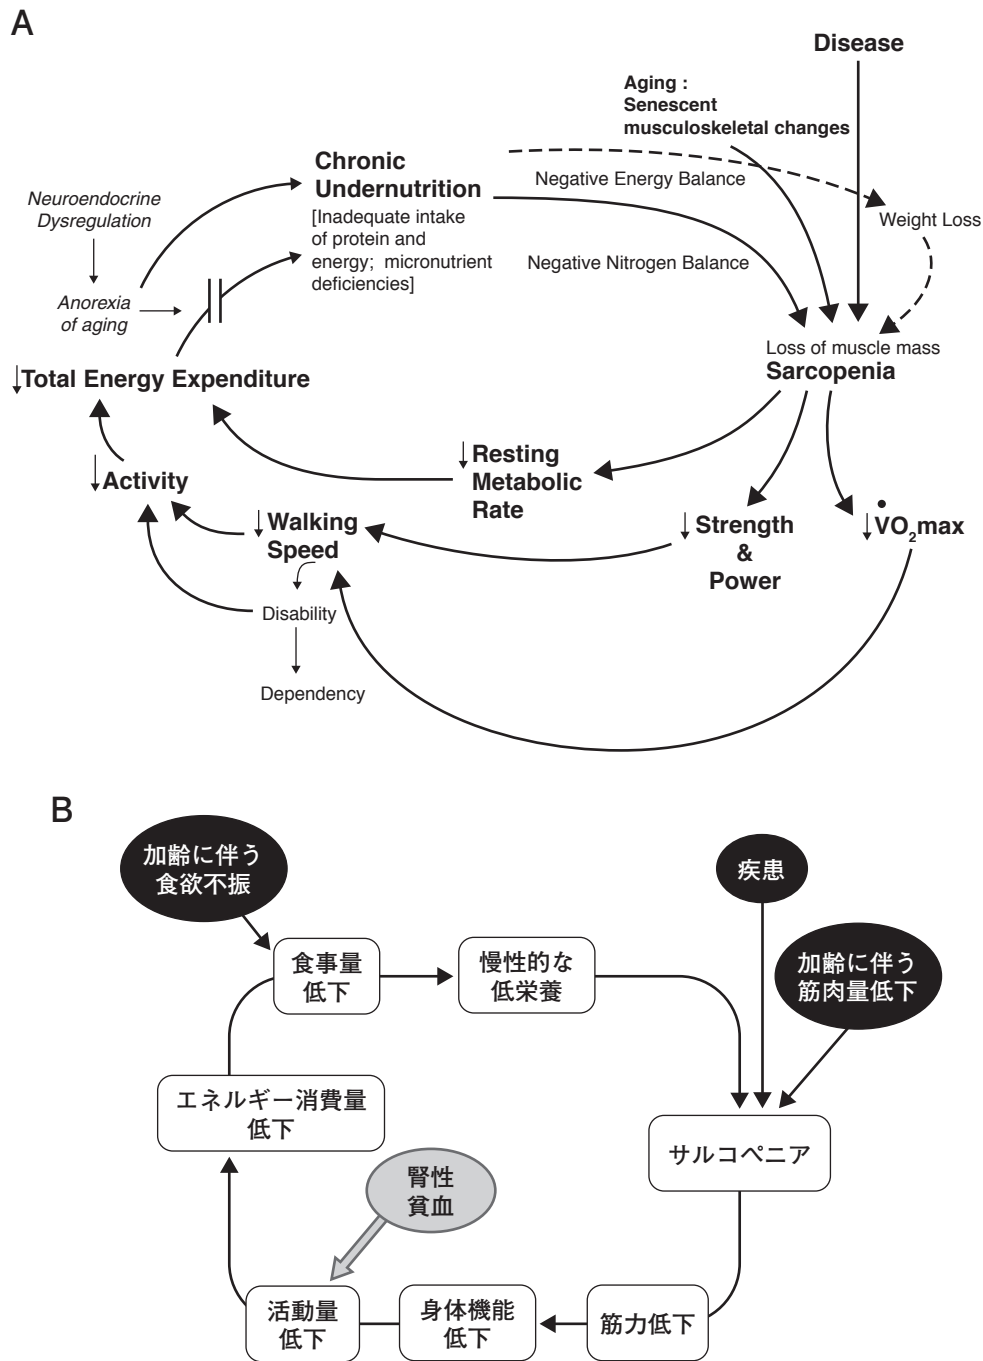 A
Disease
Aging :
Senescent
musculoskeletal changes
Chronic
Undernutrition
[Inadequate intake
of protein and
energy; micronutrient
deficiencies]
Negative Energy Balance
Negative Nitrogen Balance
Weight Loss
Neuroendocrine
Dysregulation
Anorexia
of aging
Loss of muscle mass
Sarcopenia
↓Total Energy Expenditure
↓Resting
Metabolic
Rate
↓Activity
↓Walking
Speed
↓Strength
&
Power
↓V̇O₂max
Disability
Dependency
B
加齢に伴う
食欲不振
疾患
加齢に伴う
筋肉量低下
食事量
低下
慢性的な
低栄養
エネルギー消費量
低下
サルコペニア
腎性
貧血
活動量
低下
身体機能
低下
筋力低下